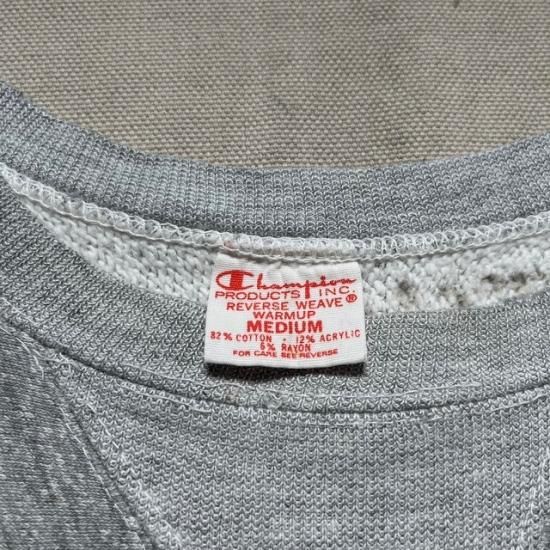 Champion
PRODUCTS INC.
REVERSE WEAVE®
WARMUP
MEDIUM
82% COTTON · 12% ACRYLIC
6% RAYON
FOR CARE SEE REVERSE